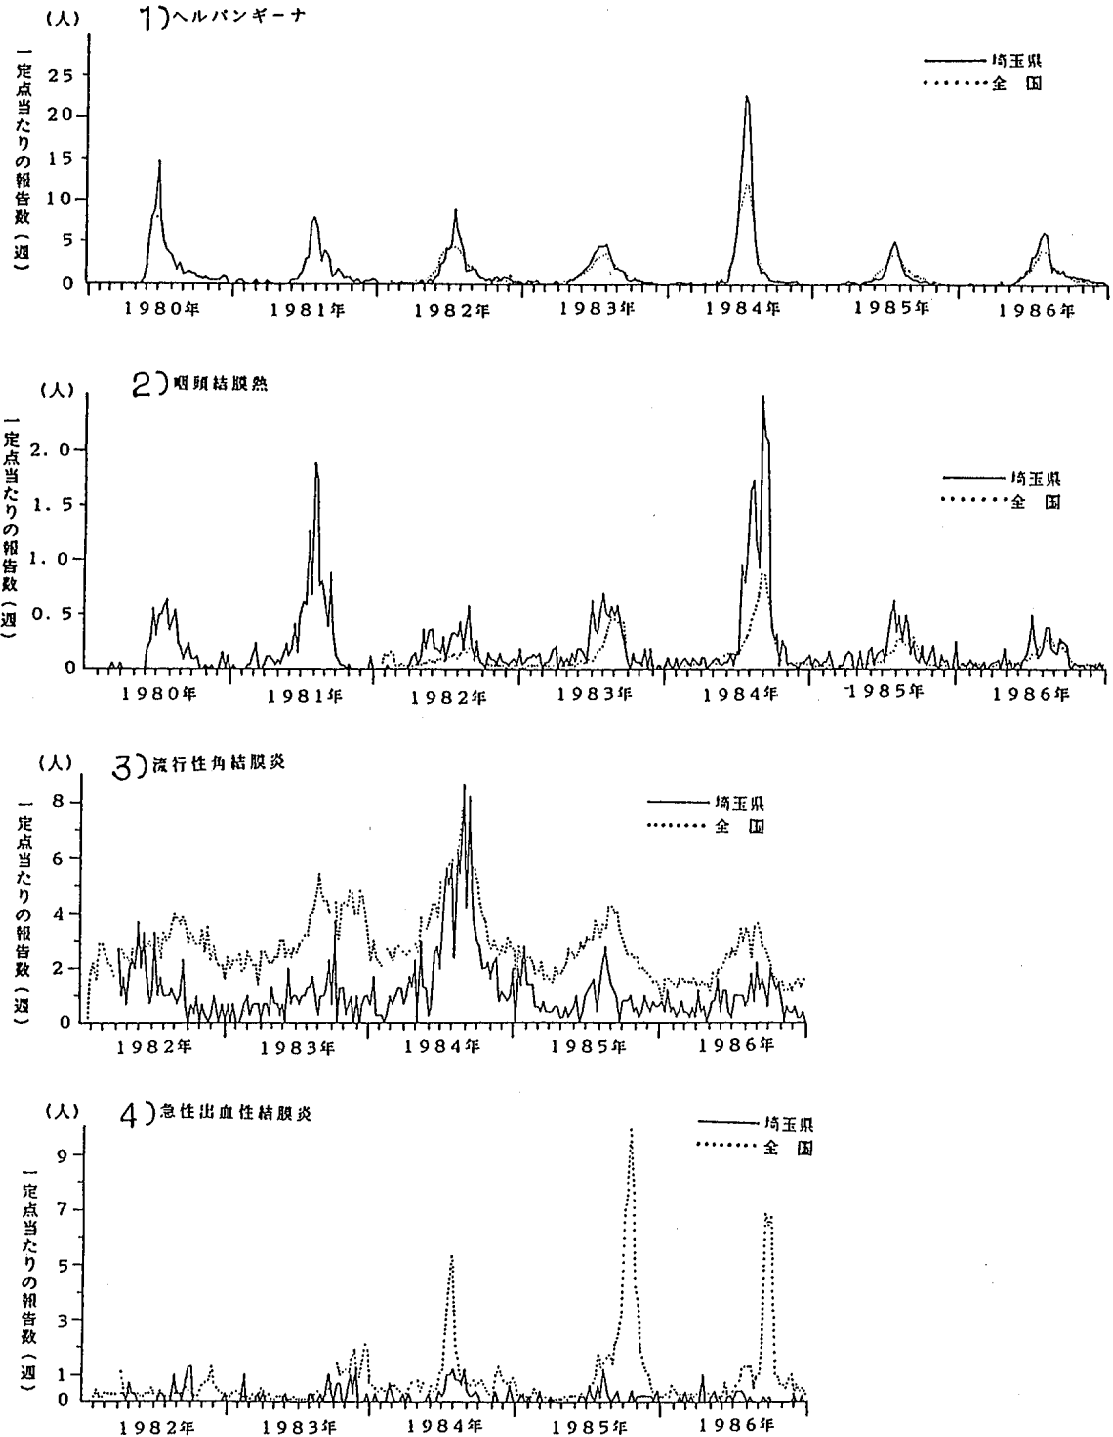 (人) 1)ヘルパンギーナ
一定点当たりの報告数(週)
埼玉県
全国
25
20
15
10
5
0
1980年 1981年 1982年 1983年 1984年 1985年 1986年
(人) 2)咽頭結膜熱
一定点当たりの報告数(週)
埼玉県
全国
2.0
1.5
1.0
0.5
0
1980年 1981年 1982年 1983年 1984年 1985年 1986年
(人) 3)流行性角結膜炎
一定点当たりの報告数(週)
埼玉県
全国
8
6
4
2
0
1982年 1983年 1984年 1985年 1986年
(人) 4)急性出血性結膜炎
一定点当たりの報告数(週)
埼玉県
全国
9
7
5
3
1
0
1982年 1983年 1984年 1985年 1986年